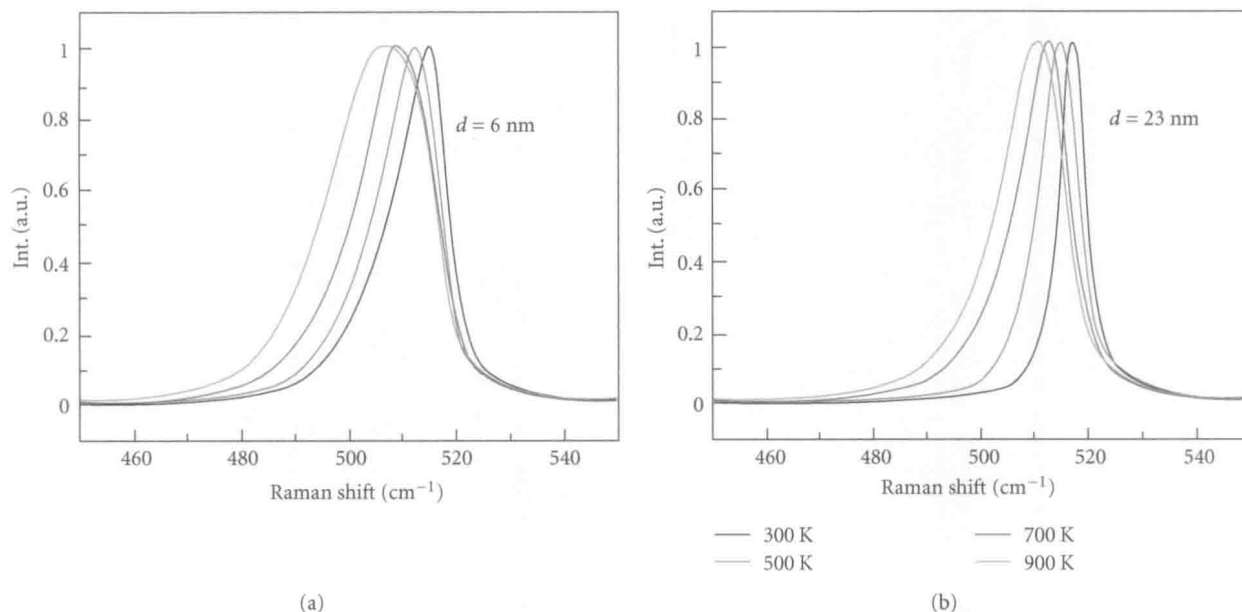 1
0.8
0.6
0.4
0.2
0
Int. (a.u.)
d = 6 nm
460 480 500 520 540
Raman shift (cm−1)
(a)
1
0.8
0.6
0.4
0.2
0
Int. (a.u.)
d = 23 nm
460 480 500 520 540
Raman shift (cm−1)
300 K 700 K
500 K 900 K
(b)